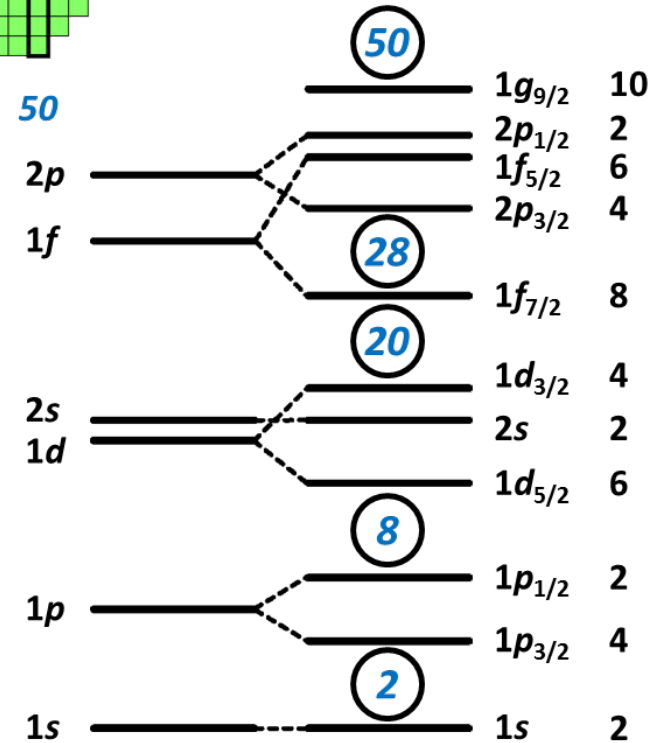 50
50
1g9/2 10
2p1/2 2
2p
1f5/2 6
2p3/2 4
1f
28
1f7/2 8
20
1d3/2 4
2s
2s 2
1d
1d5/2 6
8
1p1/2 2
1p
1p3/2 4
2
1s
1s 2